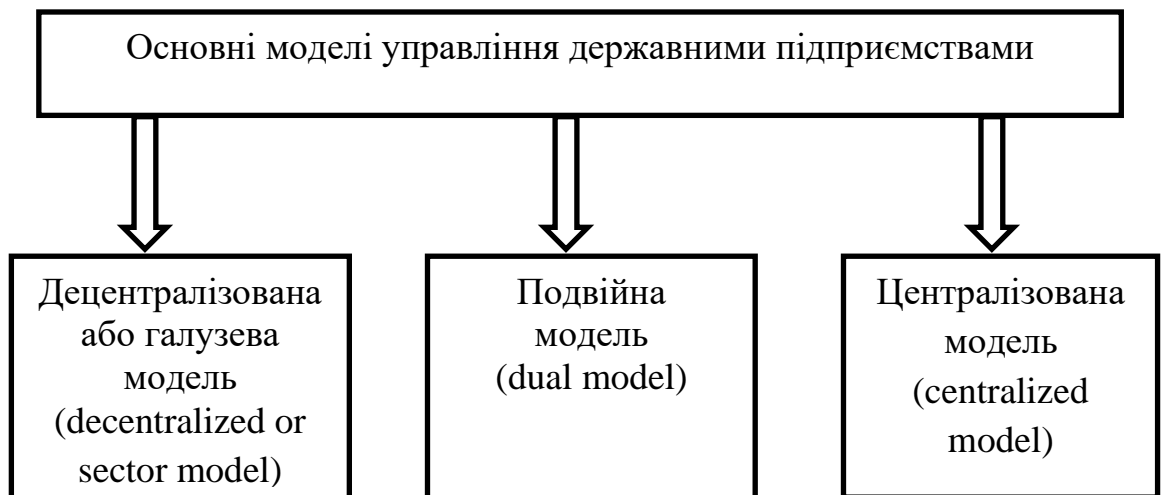 Основні моделі управління державними підприємствами
Децентралізована
або галузева
модель
(decentralized or
sector model)
Подвійна
модель
(dual model)
Централізована
модель
(centralized
model)